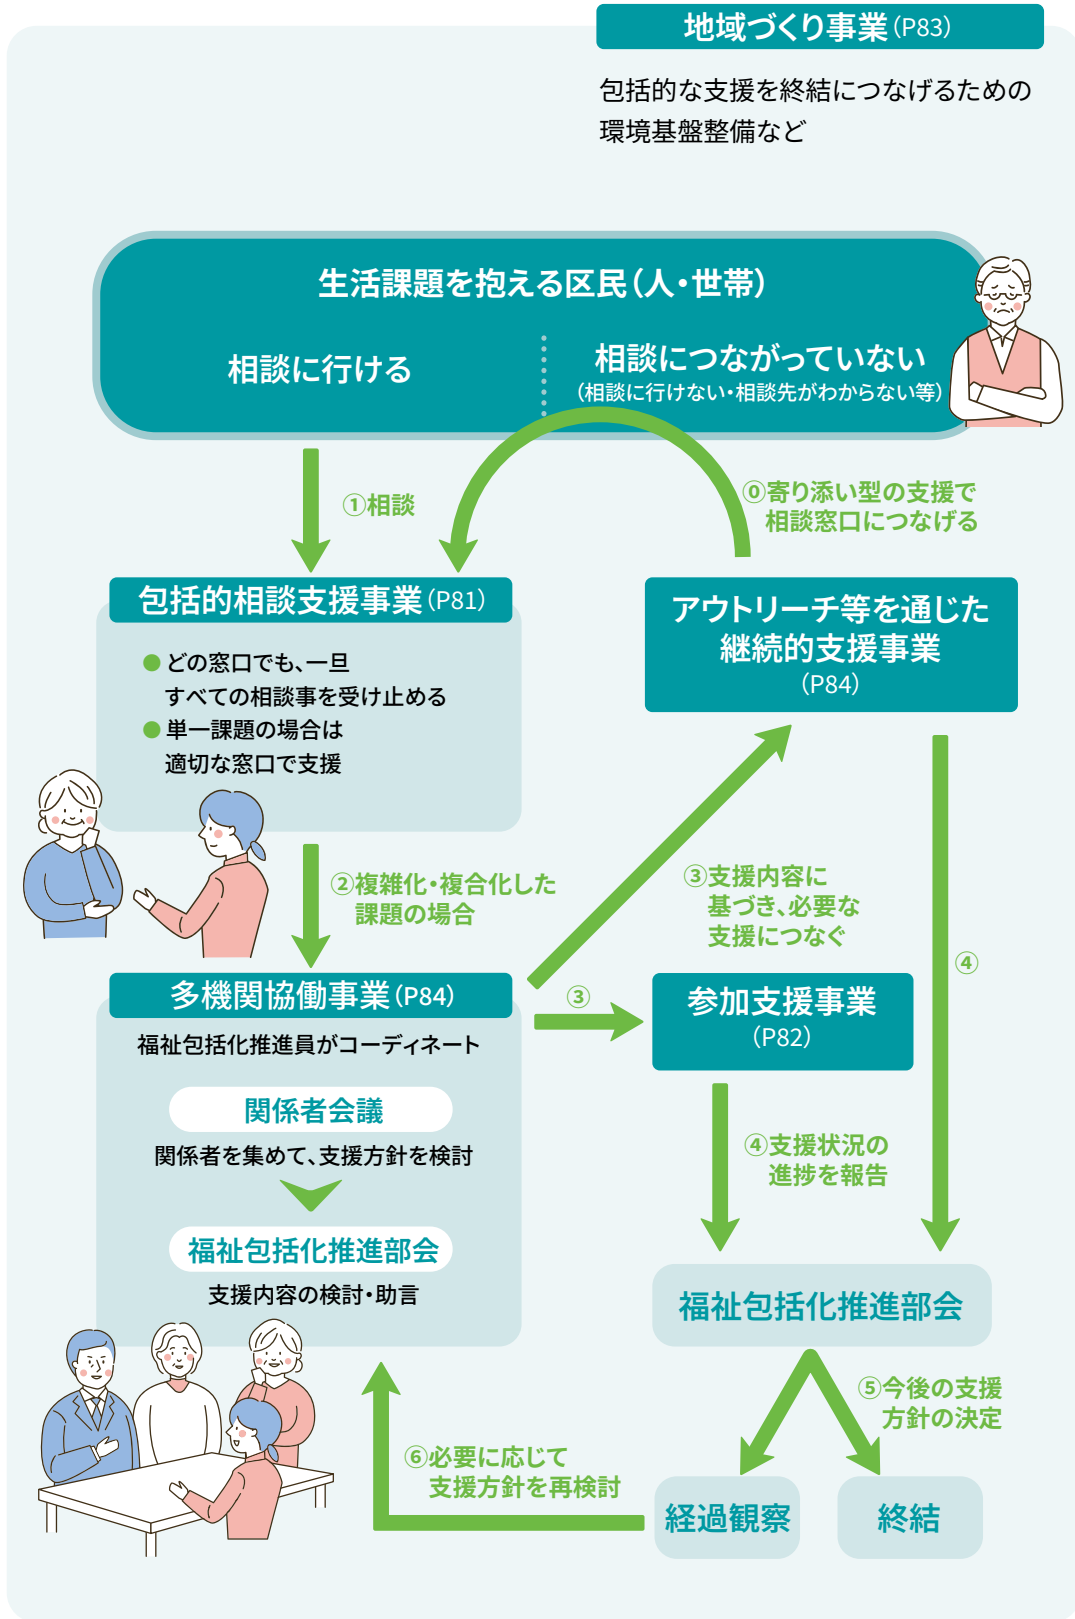 地域づくり事業(P83)
包括的な支援を終結につなげるための
環境基盤整備など
生活課題を抱える区民(人・世帯)
相談に行ける
相談につながっていない
(相談に行けない・相談先がわからない等)
①相談
⓪寄り添い型の支援で
相談窓口につなげる
包括的相談支援事業(P81)
●どの窓口でも、一旦
すべての相談事を受け止める
●単一課題の場合は
適切な窓口で支援
アウトリーチ等を通じた
継続的支援事業
(P84)
②複雑化・複合化した
課題の場合
③支援内容に
基づき、必要な
支援につなぐ
④
多機関協働事業(P84)
福祉包括化推進員がコーディネート
関係者会議
関係者を集めて、支援方針を検討
福祉包括化推進部会
支援内容の検討・助言
③
参加支援事業
(P82)
④支援状況の
進捗を報告
福祉包括化推進部会
⑤今後の支援
方針の決定
⑥必要に応じて
支援方針を再検討
経過観察
終結